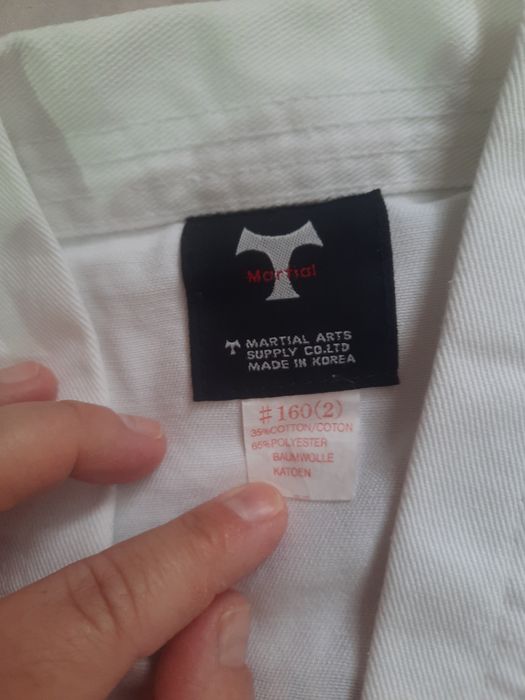 Martial
MARTIAL ARTS
SUPPLY CO.LTD
MADE IN KOREA
#160(2)
35%COTTON/COTON
65%POLYESTER
BAUMWOLLE
KATOEN